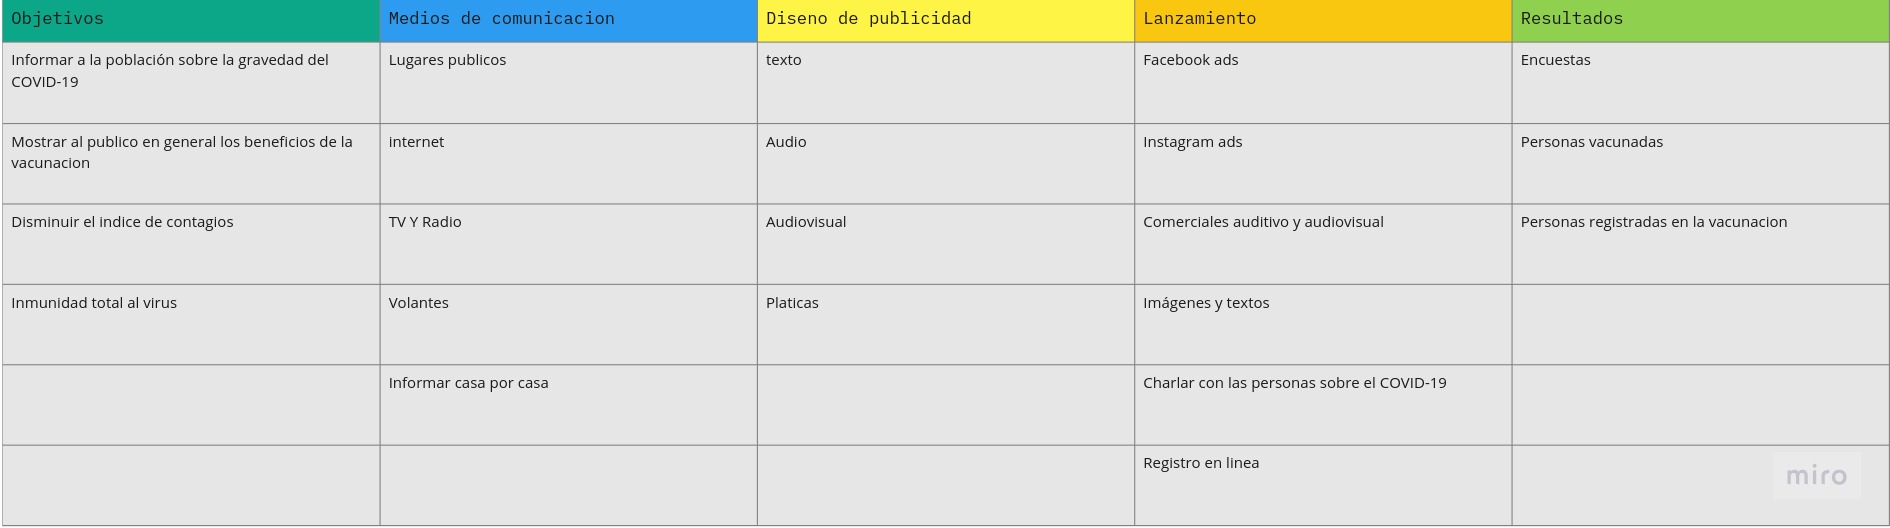 Objetivos
Medios de comunicacion
Diseno de publicidad
Lanzamiento
Resultados
Informar a la población sobre la gravedad del
COVID-19
Lugares publicos
texto
Facebook ads
Encuestas
Mostrar al publico en general los beneficios de la
vacunacion
internet
Audio
Instagram ads
Personas vacunadas
Disminuir el indice de contagios
TV Y Radio
Audiovisual
Comerciales auditivo y audiovisual
Personas registradas en la vacunacion
Inmunidad total al virus
Volantes
Platicas
Imágenes y textos
Informar casa por casa
Charlar con las personas sobre el COVID-19
Registro en linea
miro